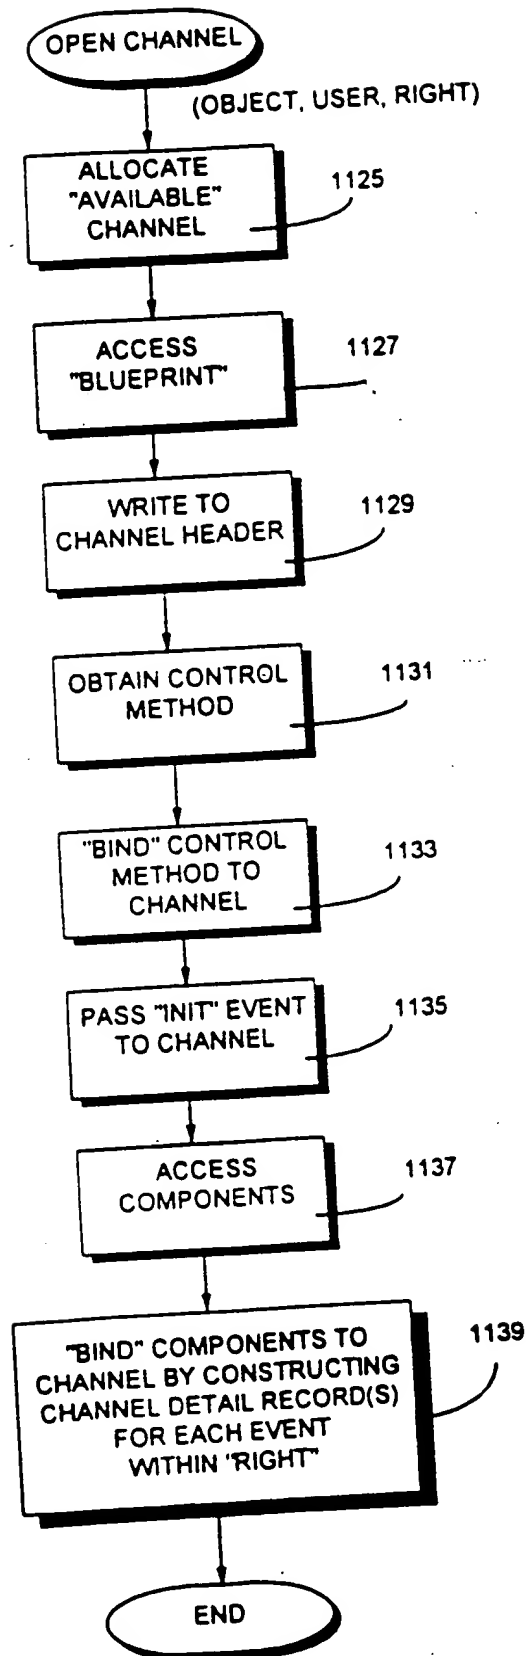 OPEN CHANNEL
(OBJECT, USER, RIGHT)
ALLOCATE
"AVAILABLE"
CHANNEL
1125
ACCESS
"BLUEPRINT"
1127
WRITE TO
CHANNEL HEADER
1129
OBTAIN CONTROL
METHOD
1131
"BIND" CONTROL
METHOD TO
CHANNEL
1133
PASS "INIT" EVENT
TO CHANNEL
1135
ACCESS
COMPONENTS
1137
"BIND" COMPONENTS TO
CHANNEL BY CONSTRUCTING
CHANNEL DETAIL RECORD(S)
FOR EACH EVENT
WITHIN "RIGHT"
1139
END